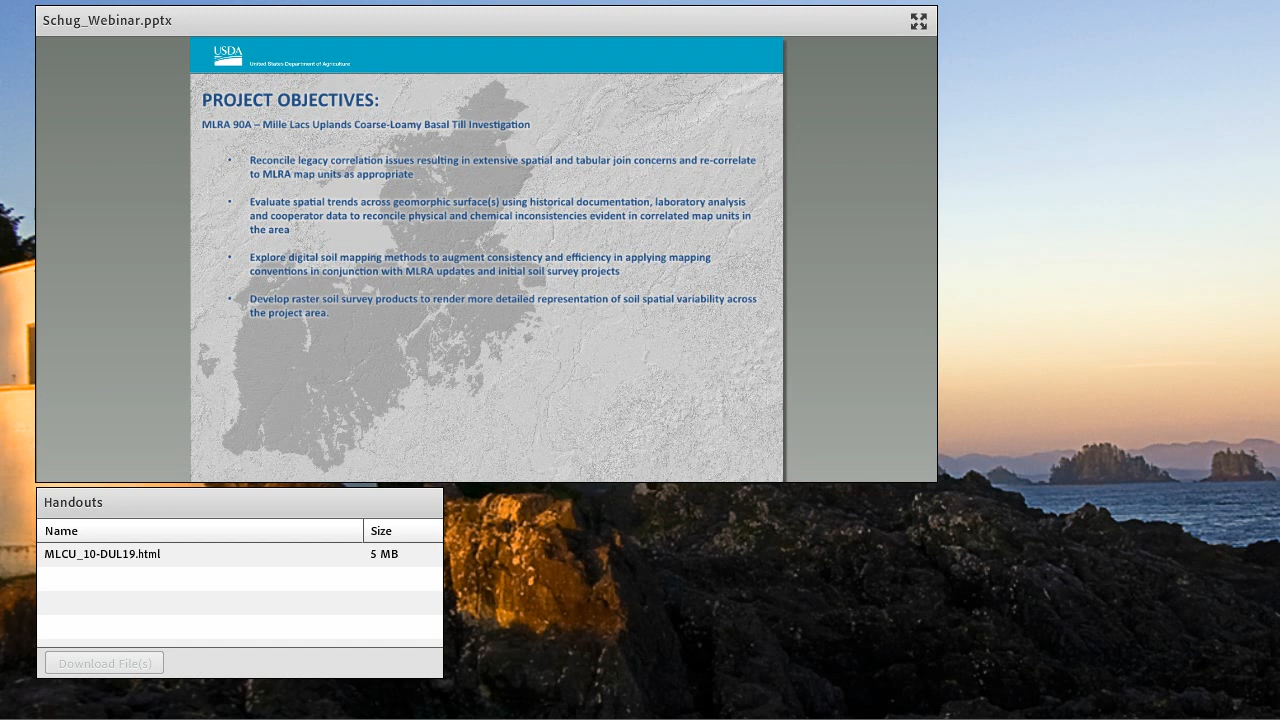 Schug_Webinar.pptx
USDA
United States Department of Agriculture
PROJECT OBJECTIVES:
MLRA 90A – Mille Lacs Uplands Coarse-Loamy Basal Till Investigation
• Reconcile legacy correlation issues resulting in extensive spatial and tabular join concerns and re-correlate
to MLRA map units as appropriate
• Evaluate spatial trends across geomorphic surface(s) using historical documentation, laboratory analysis
and cooperator data to reconcile physical and chemical inconsistencies evident in correlated map units in
the area
• Explore digital soil mapping methods to augment consistency and efficiency in applying mapping
conventions in conjunction with MLRA updates and initial soil survey projects
• Develop raster soil survey products to render more detailed representation of soil spatial variability across
the project area.
Handouts
Name Size
MLCU_10-DUL19.html 5 MB
Download File(s)